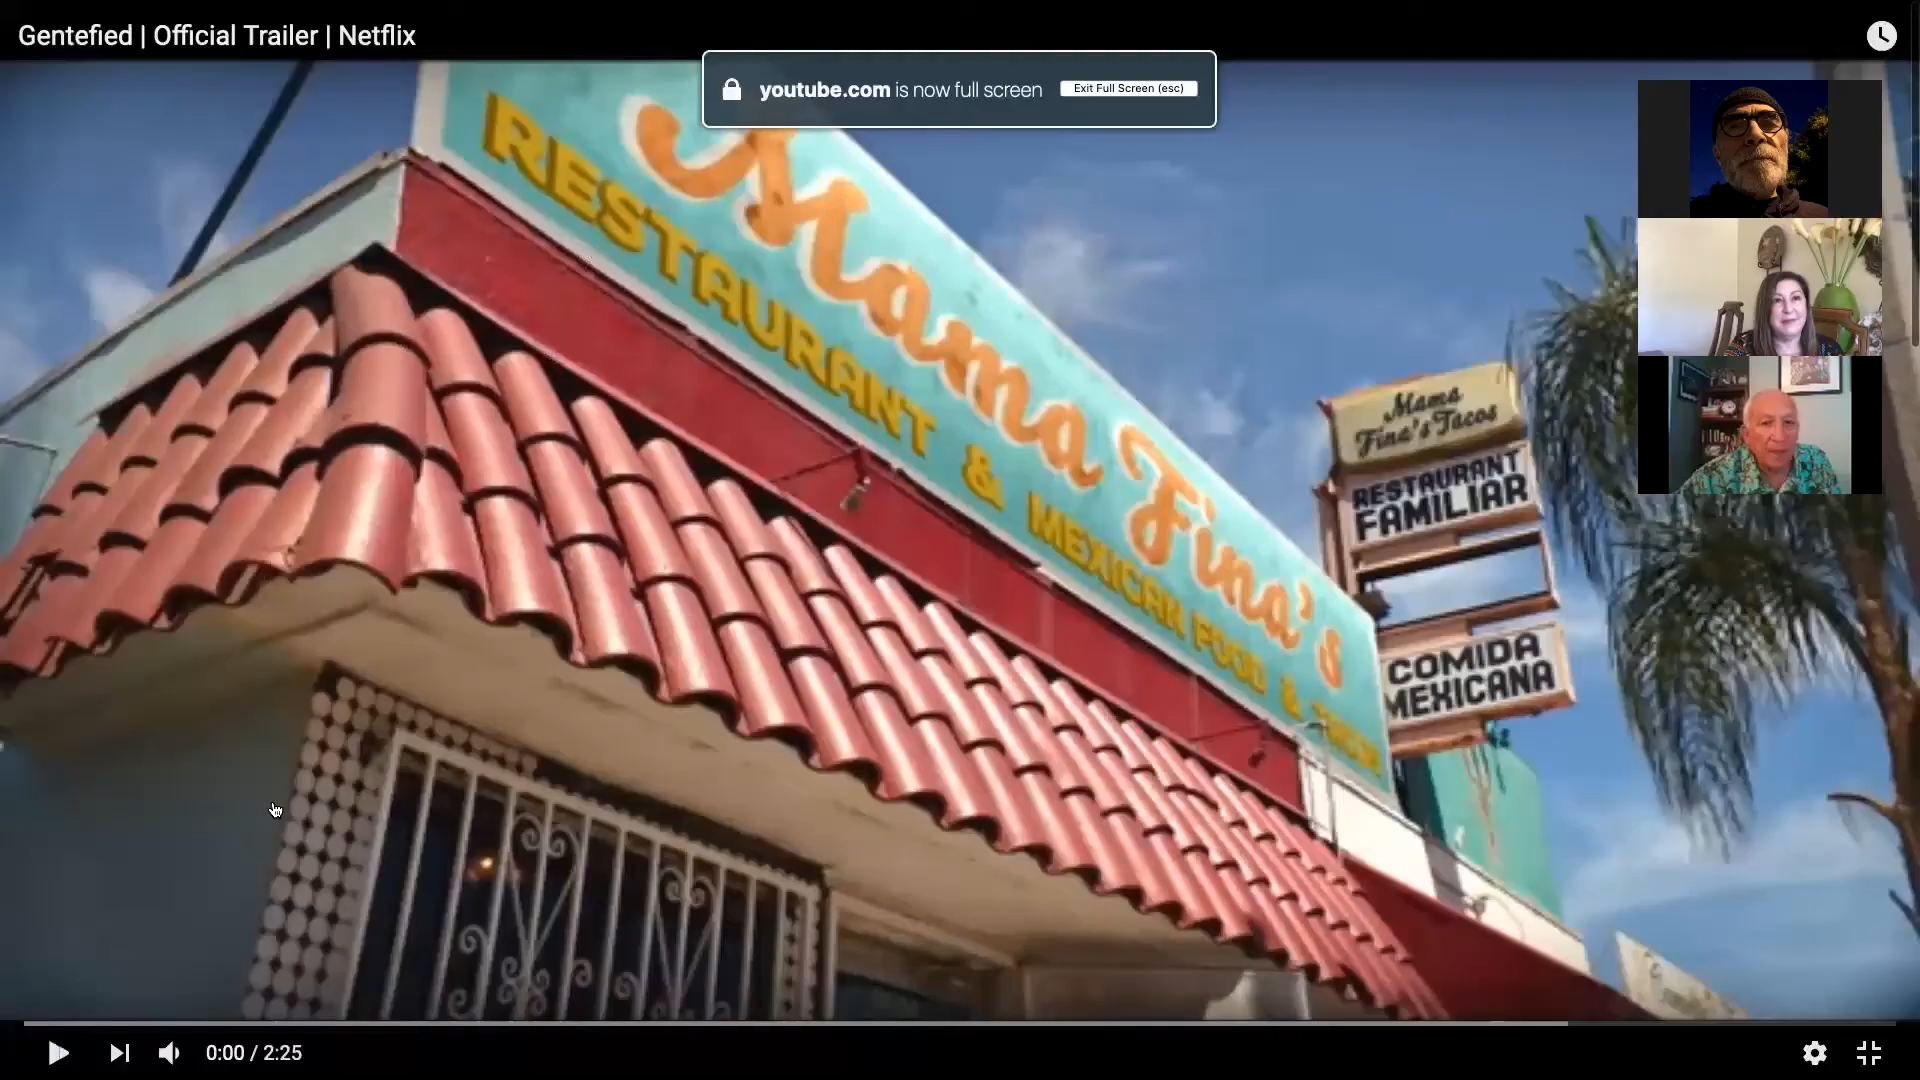 Gentefied | Official Trailer | Netflix
youtube.com is now full screen
Exit Full Screen (esc)
Mama Fina's
RESTAURANT & MEXICAN FOOD &
Mama
Fina's Tacos
RESTAURANT
FAMILIAR
COMIDA
MEXICANA
0:00 / 2:25